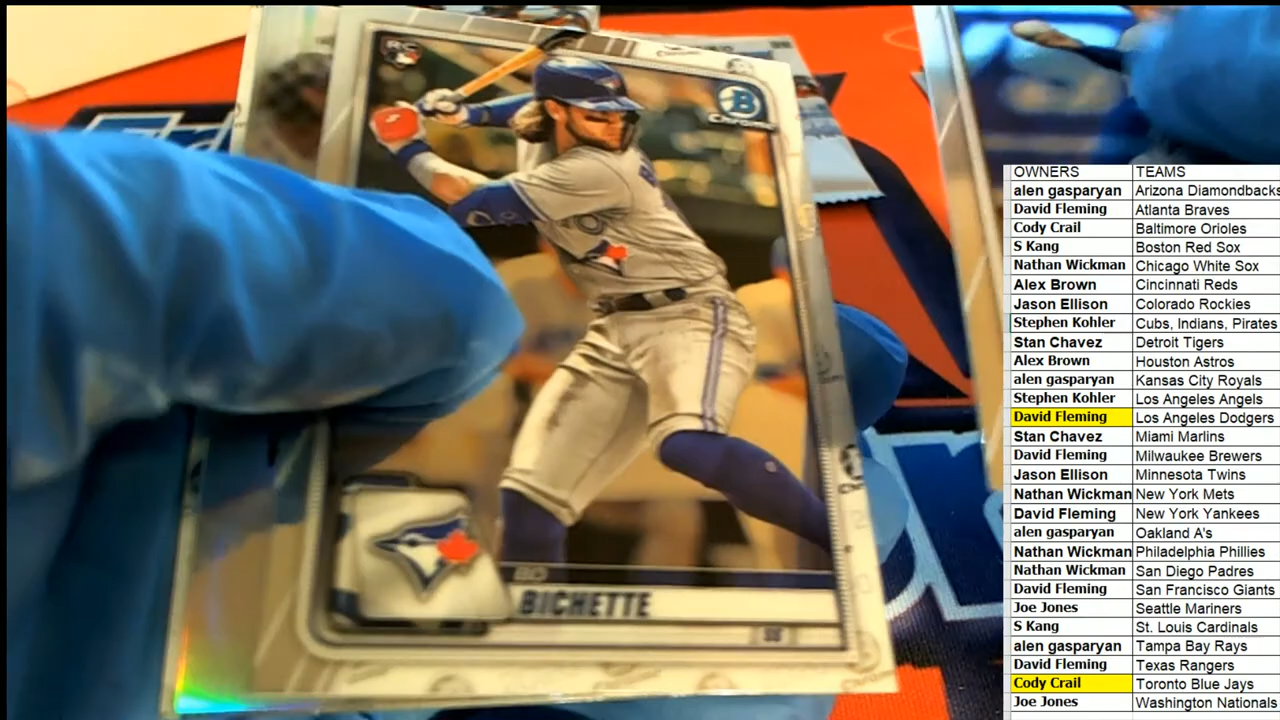 RC
B
CHROME
BO
BICHETTE
SS
OWNERS TEAMS
alen gasparyan Arizona Diamondbacks
David Fleming Atlanta Braves
Cody Crail Baltimore Orioles
S Kang Boston Red Sox
Nathan Wickman Chicago White Sox
Alex Brown Cincinnati Reds
Jason Ellison Colorado Rockies
Stephen Kohler Cubs, Indians, Pirates
Stan Chavez Detroit Tigers
Alex Brown Houston Astros
alen gasparyan Kansas City Royals
Stephen Kohler Los Angeles Angels
David Fleming Los Angeles Dodgers
Stan Chavez Miami Marlins
David Fleming Milwaukee Brewers
Jason Ellison Minnesota Twins
Nathan Wickman New York Mets
David Fleming New York Yankees
alen gasparyan Oakland A's
Nathan Wickman Philadelphia Phillies
Nathan Wickman San Diego Padres
David Fleming San Francisco Giants
Joe Jones Seattle Mariners
S Kang St. Louis Cardinals
alen gasparyan Tampa Bay Rays
David Fleming Texas Rangers
Cody Crail Toronto Blue Jays
Joe Jones Washington Nationals